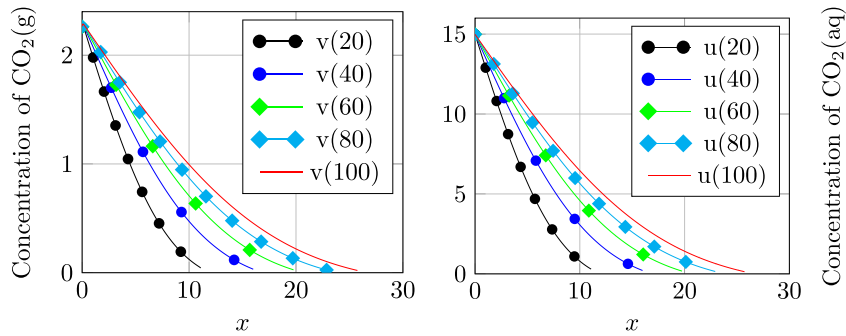 Concentration of CO₂(g)
2
1
0
0
10
20
30
x
v(20)
v(40)
v(60)
v(80)
v(100)
15
10
5
0
0
10
20
30
x
u(20)
u(40)
u(60)
u(80)
u(100)
Concentration of CO₂(aq)